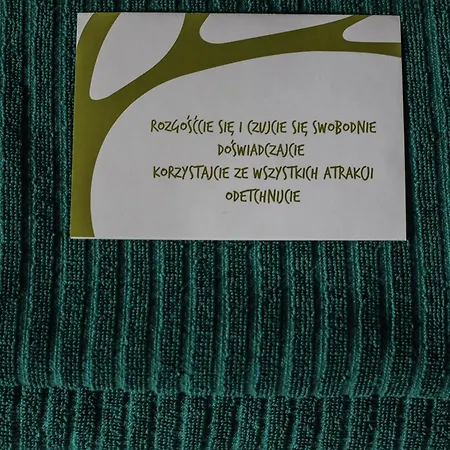 ROZGOŚĆCIE SIĘ I CZUJCIE SIĘ SWOBODNIE
DOŚWIADCZAJCIE
KORZYSTAJCIE ZE WSZYSTKICH ATRAKCJI
ODETCHNIJCIE